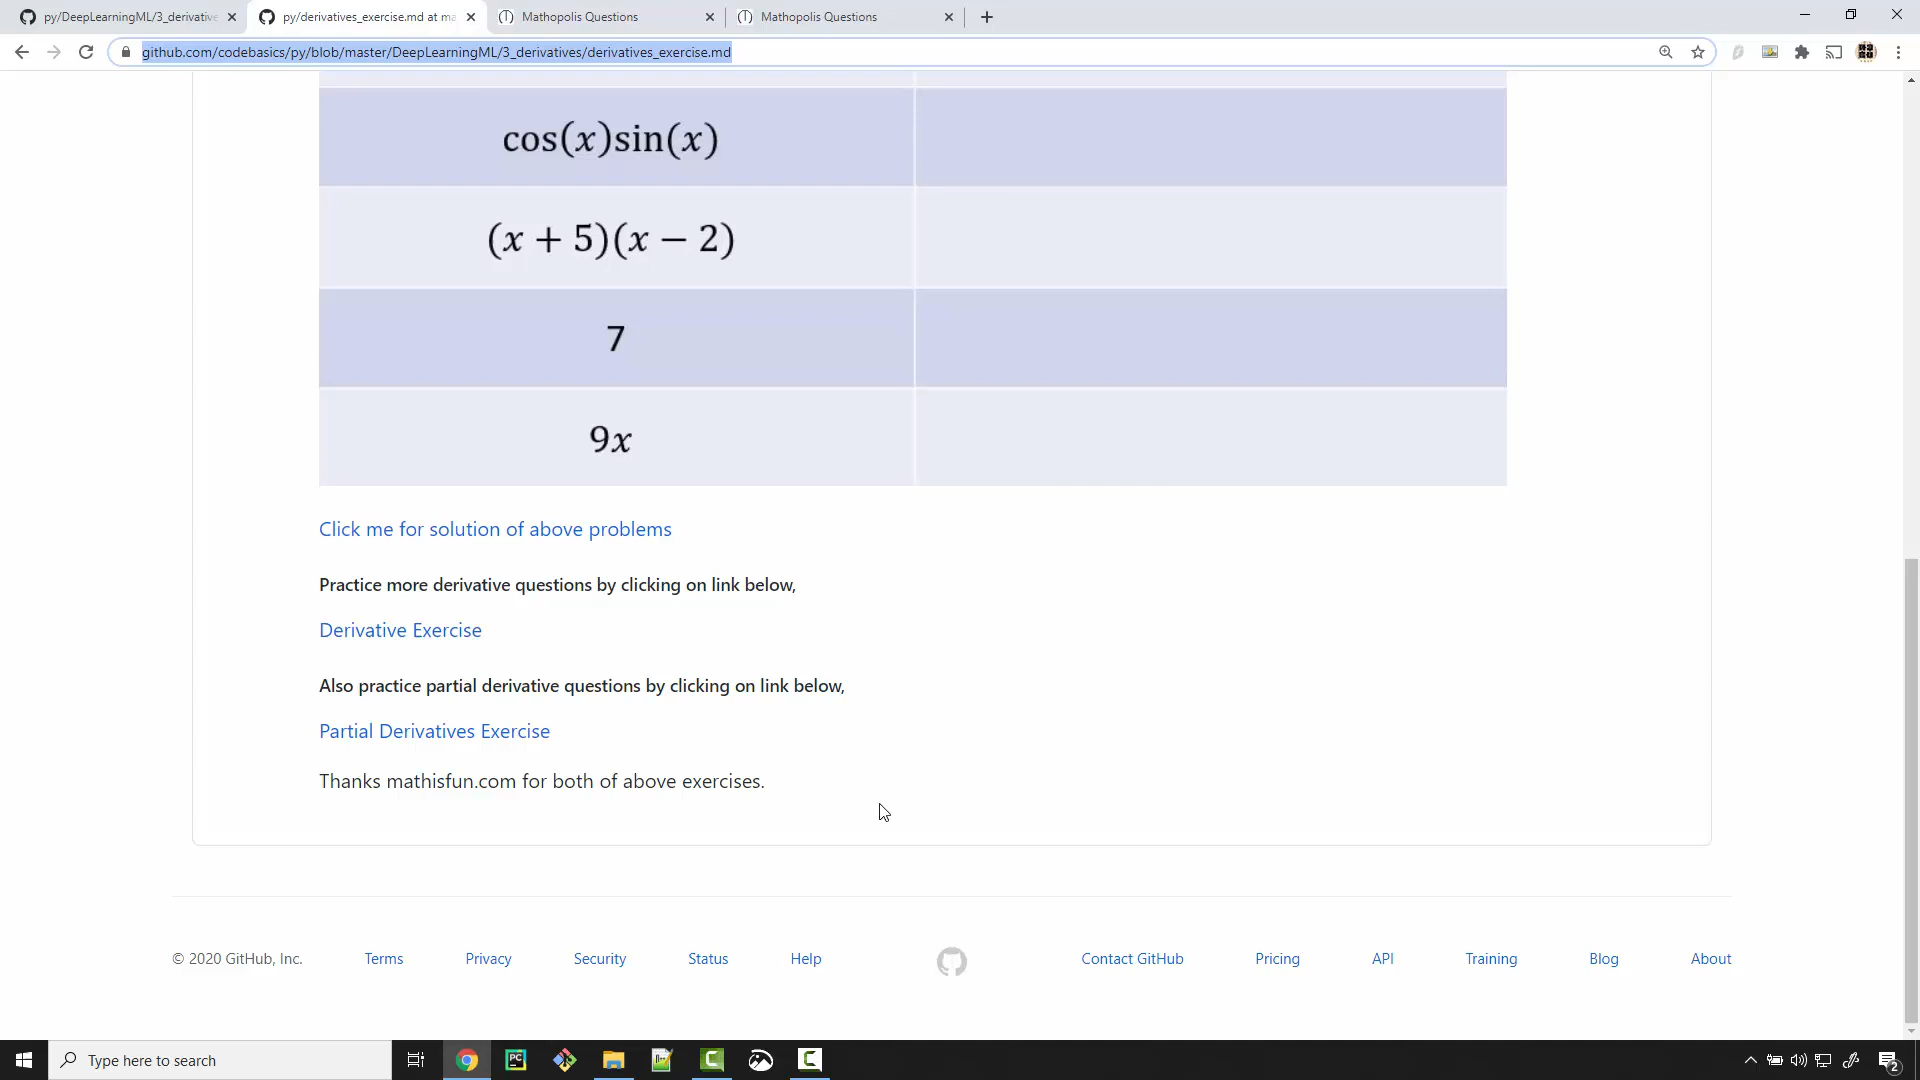 py/DeepLearningML/3_derivative
py/derivatives_exercise.md at ma
Mathopolis Questions
Mathopolis Questions
github.com/codebasics/py/blob/master/DeepLearningML/3_derivatives/derivatives_exercise.md
cos(x)sin(x)
(x + 5)(x − 2)
7
9x
Click me for solution of above problems
Practice more derivative questions by clicking on link below,
Derivative Exercise
Also practice partial derivative questions by clicking on link below,
Partial Derivatives Exercise
Thanks mathisfun.com for both of above exercises.
© 2020 GitHub, Inc. Terms Privacy Security Status Help Contact GitHub Pricing API Training Blog About
Type here to search
PC
2